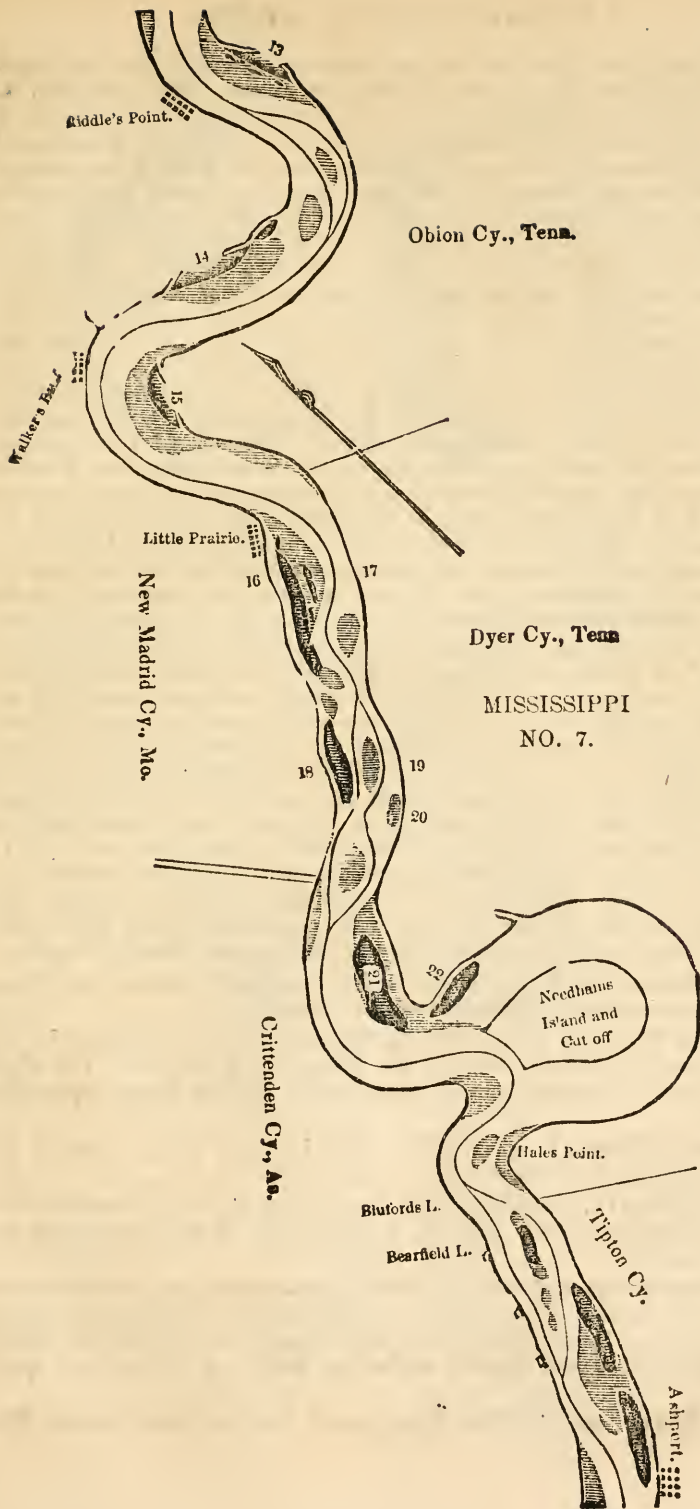 13
Riddle's Point.
Obion Cy., Tenn.
14
15
Walker's
Little Prairie.
16
17
New Madrid Cy., Mo.
Dyer Cy., Tenn
MISSISSIPPI
NO. 7.
18
19
20
21
22
Needhams
Island and
Cut off
Crittenden Cy., As.
Hales Point.
Blufords L.
Tipton Cy.
Bearfield L.
Ashport.